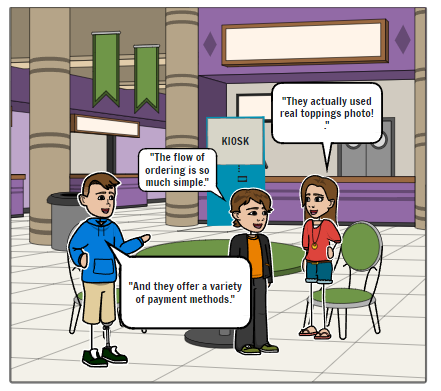 "They actually used
real toppings photo!
."
KIOSK
"The flow of
ordering is so
much simple."
"And they offer a variety
of payment methods."